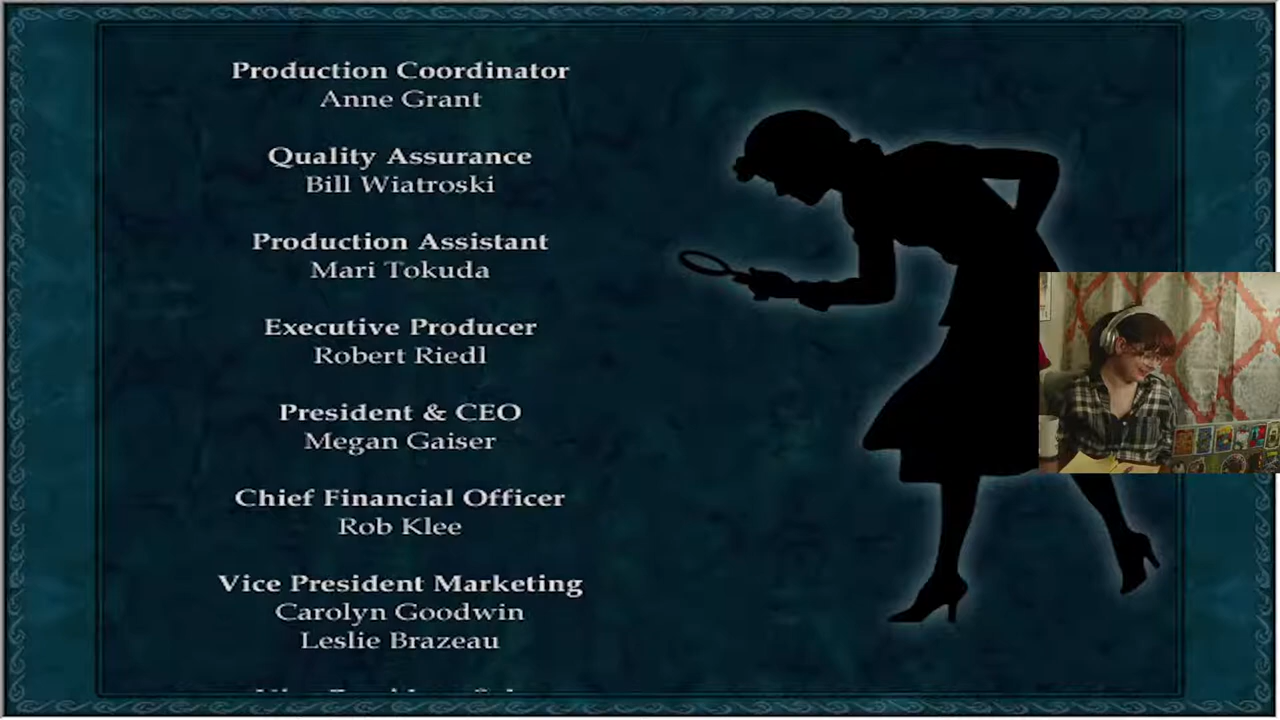 Production Coordinator
Anne Grant
Quality Assurance
Bill Wiatroski
Production Assistant
Mari Tokuda
Executive Producer
Robert Riedl
President & CEO
Megan Gaiser
Chief Financial Officer
Rob Klee
Vice President Marketing
Carolyn Goodwin
Leslie Brazeau